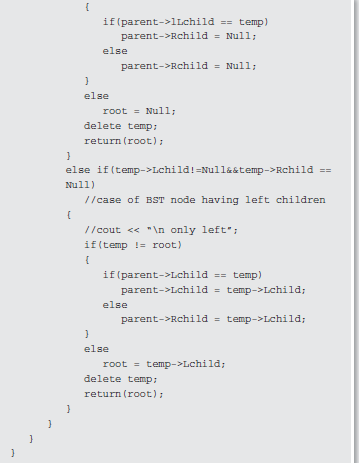 {
if(parent->lLchild == temp)
parent->Rchild = Null;
else
parent->Rchild = Null;
}
else
root = Null;
delete temp;
return(root);
}
else if(temp->Lchild!=Null&&temp->Rchild ==
Null)
//case of BST node having left children
{
//cout << “\n only left”;
if(temp != root)
{
if(parent->Lchild == temp)
parent->Lchild = temp->Lchild;
else
parent->Rchild = temp->Lchild;
}
else
root = temp->Lchild;
delete temp;
return(root);
}
}
}
}